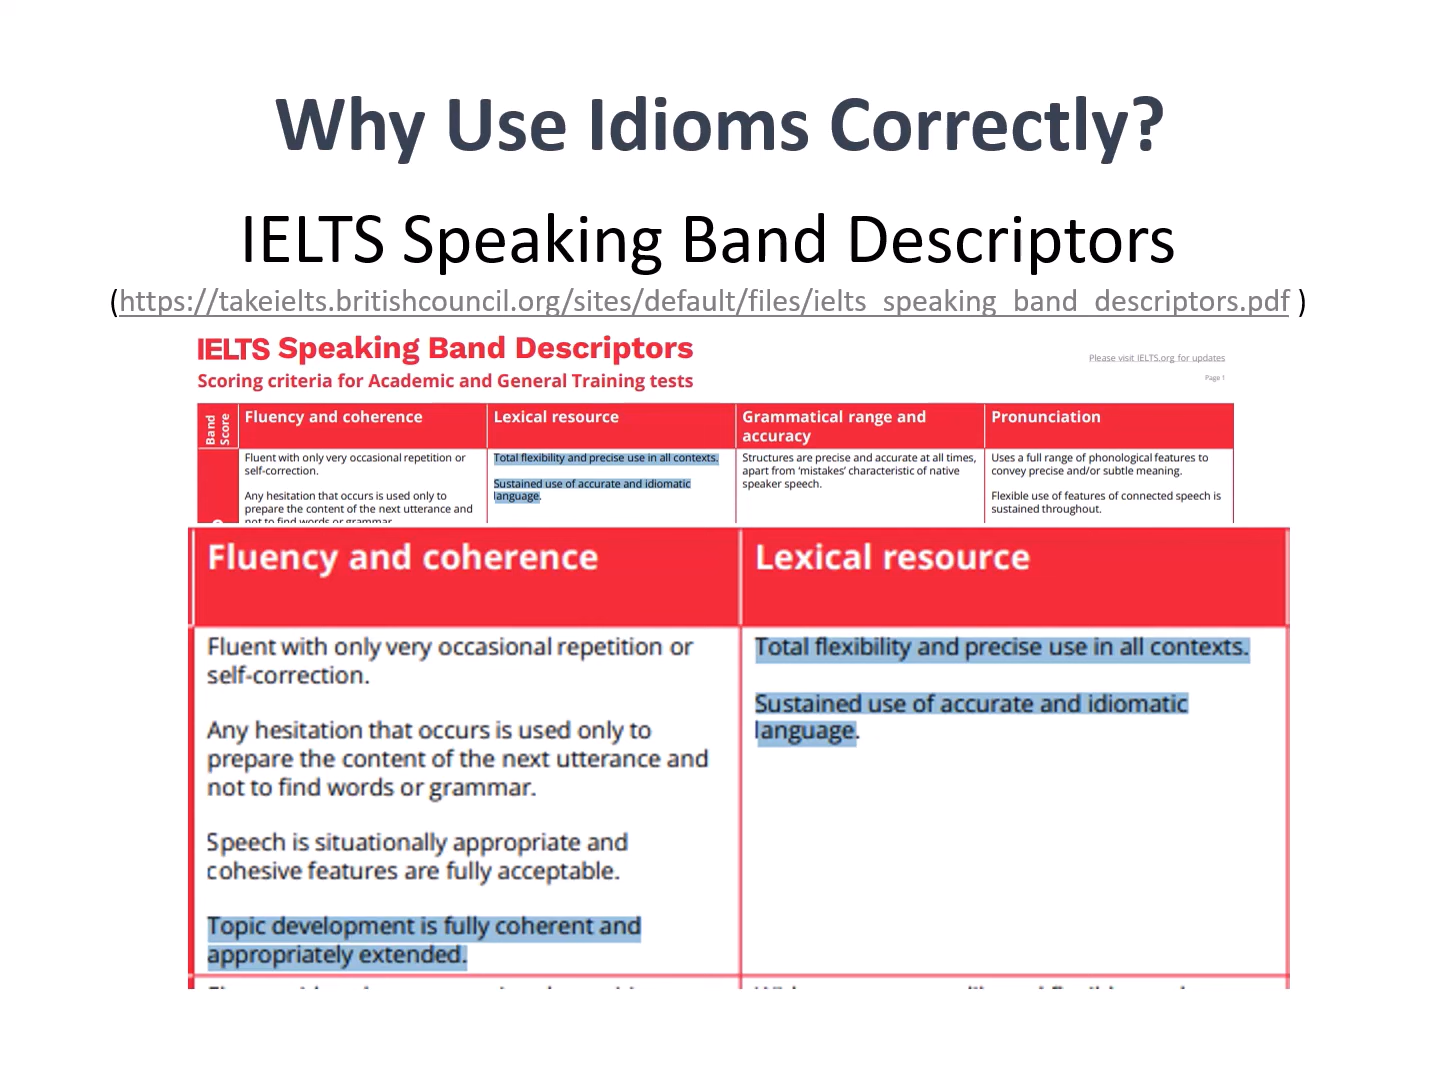 Why Use Idioms Correctly?
IELTS Speaking Band Descriptors
(https://takeielts.britishcouncil.org/sites/default/files/ielts_speaking_band_descriptors.pdf )
IELTS Speaking Band Descriptors
Please visit IELTS.org for updates
Scoring criteria for Academic and General Training tests
Page 1
Band
Score
Fluency and coherence
Lexical resource
Grammatical range and
accuracy
Pronunciation
Fluent with only very occasional repetition or
self-correction.
Any hesitation that occurs is used only to
prepare the content of the next utterance and
not to find words or grammar.
Total flexibility and precise use in all contexts.
Sustained use of accurate and idiomatic
language.
Structures are precise and accurate at all times,
apart from ‘mistakes’ characteristic of native
speaker speech.
Uses a full range of phonological features to
convey precise and/or subtle meaning.
Flexible use of features of connected speech is
sustained throughout.
Fluency and coherence
Lexical resource
Fluent with only very occasional repetition or
self-correction.
Any hesitation that occurs is used only to
prepare the content of the next utterance and
not to find words or grammar.
Speech is situationally appropriate and
cohesive features are fully acceptable.
Topic development is fully coherent and
appropriately extended.
Total flexibility and precise use in all contexts.
Sustained use of accurate and idiomatic
language.